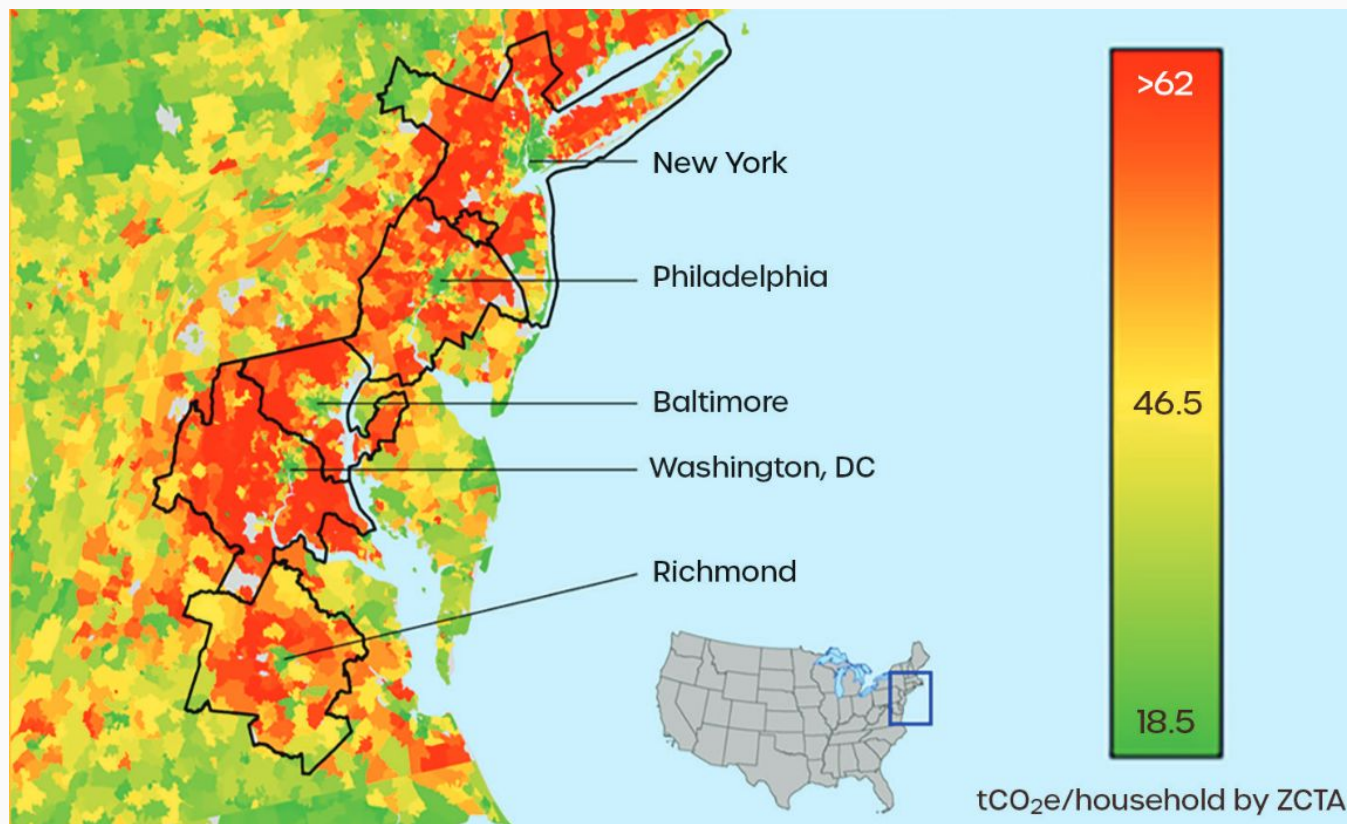 New York
Philadelphia
Baltimore
Washington, DC
Richmond
>62
46.5
18.5
tCO₂e/household by ZCTA